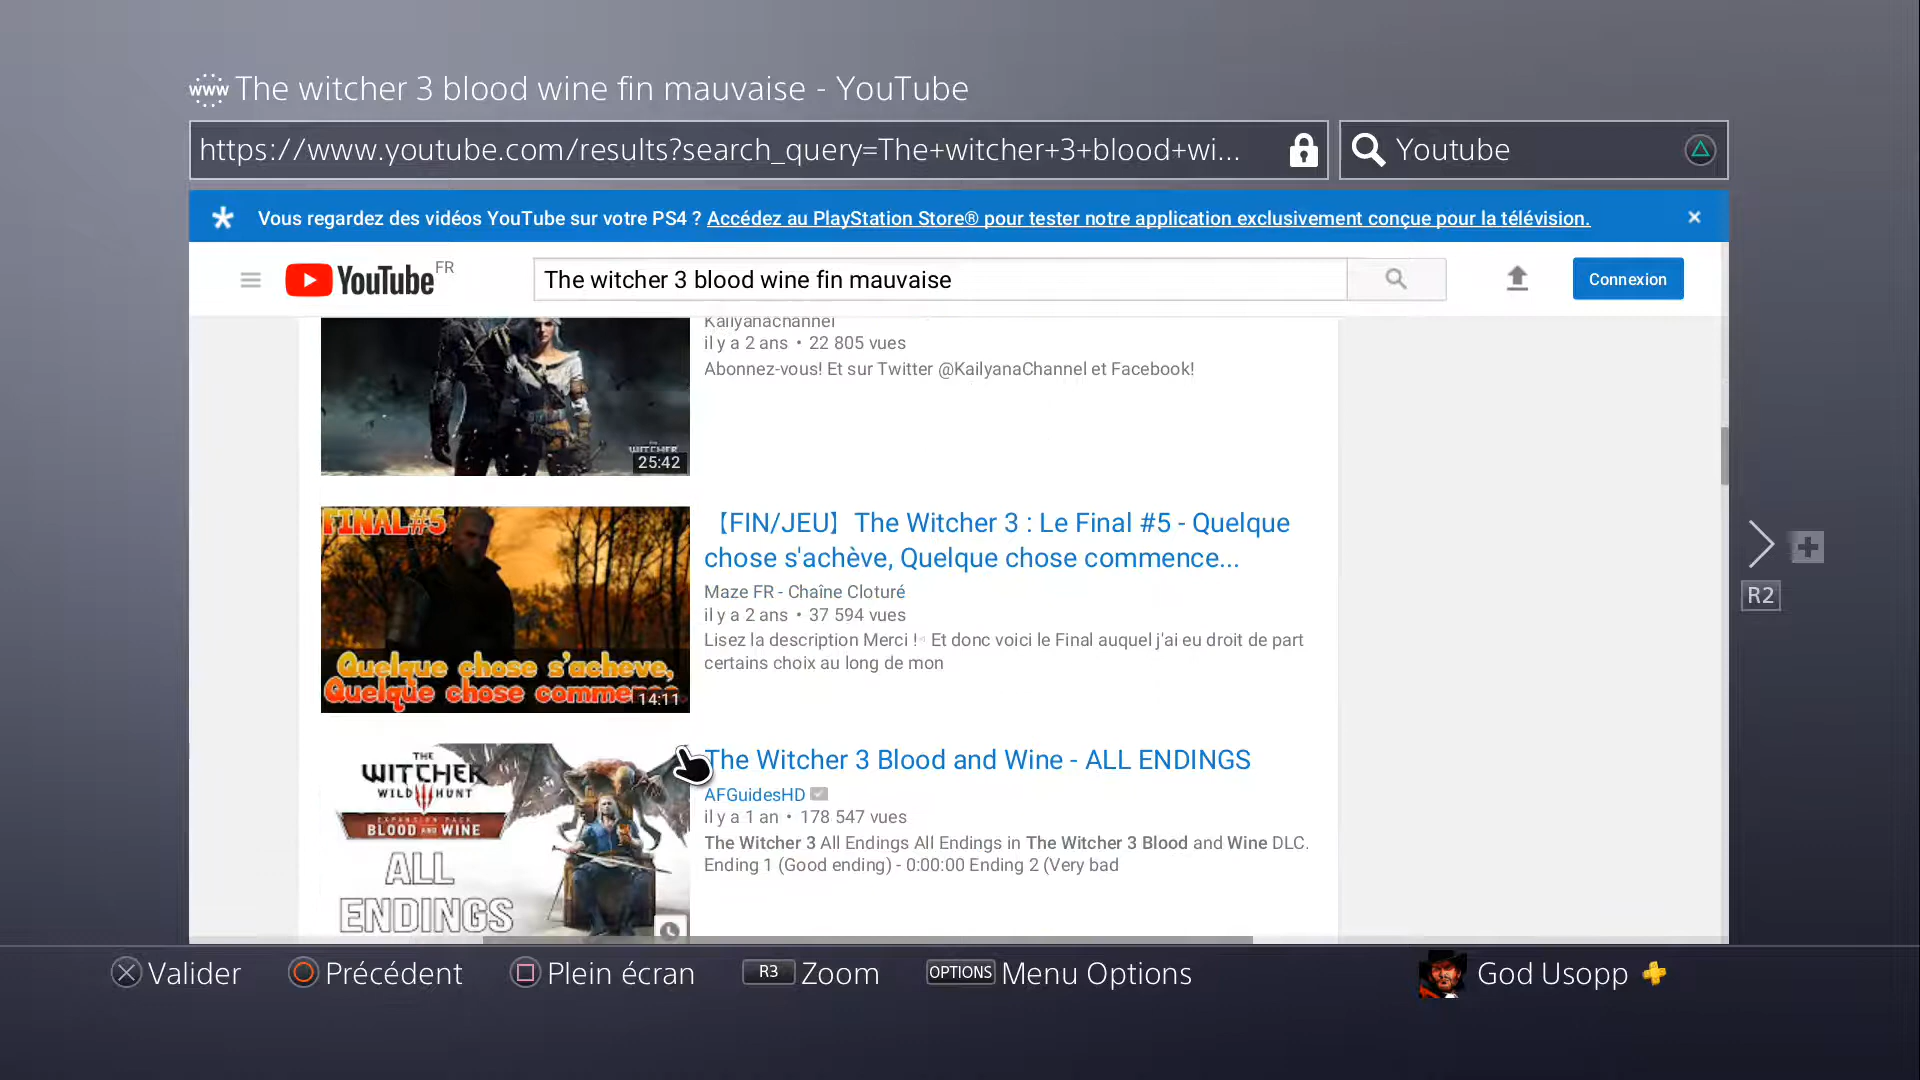 www The witcher 3 blood wine fin mauvaise - YouTube
https://www.youtube.com/results?search_query=The+witcher+3+blood+wi...
Youtube
Vous regardez des vidéos YouTube sur votre PS4 ? Accédez au PlayStation Store® pour tester notre application exclusivement conçue pour la télévision.
YouTube FR
The witcher 3 blood wine fin mauvaise
Connexion
Kailyanachannel
il y a 2 ans • 22 805 vues
Abonnez-vous! Et sur Twitter @KailyanaChannel et Facebook!
WITCHER
25:42
FINAL#5
Quelque chose s'acheve,
Quelque chose commence
14:11
【FIN/JEU】 The Witcher 3 : Le Final #5 - Quelque
chose s'achève, Quelque chose commence...
Maze FR - Chaîne Cloturé
il y a 2 ans • 37 594 vues
Lisez la description Merci ! Et donc voici le Final auquel j'ai eu droit de part
certains choix au long de mon
THE
WITCHER
WILD HUNT
EXPANSION PACK
BLOOD AND WINE
ALL
ENDINGS
The Witcher 3 Blood and Wine - ALL ENDINGS
AFGuidesHD
il y a 1 an • 178 547 vues
The Witcher 3 All Endings All Endings in The Witcher 3 Blood and Wine DLC.
Ending 1 (Good ending) - 0:00:00 Ending 2 (Very bad
R2
Valider
Précédent
Plein écran
R3 Zoom
OPTIONS Menu Options
God Usopp